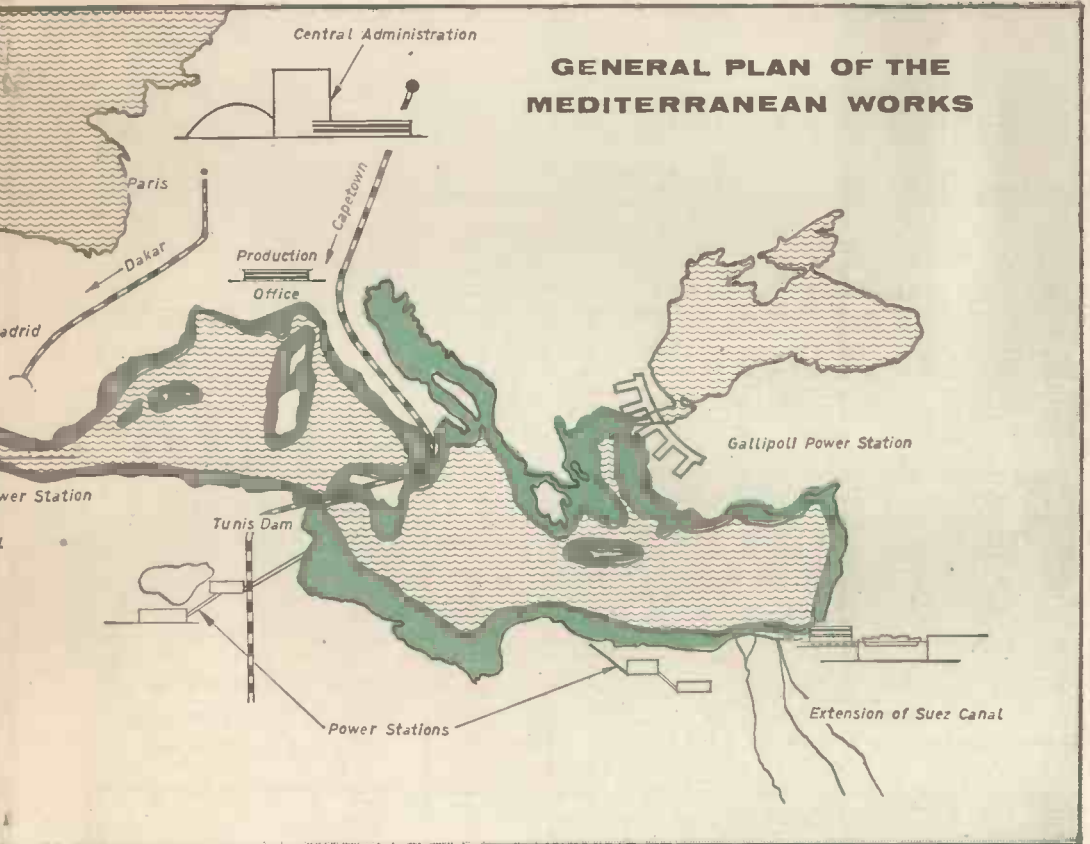 Central Administration
GENERAL PLAN OF THE
MEDITERRANEAN WORKS
Paris
Capetown
Dakar
Production
Office
adrid
Gallipoli Power Station
wer Station
Tunis Dam
Power Stations
Extension of Suez Canal